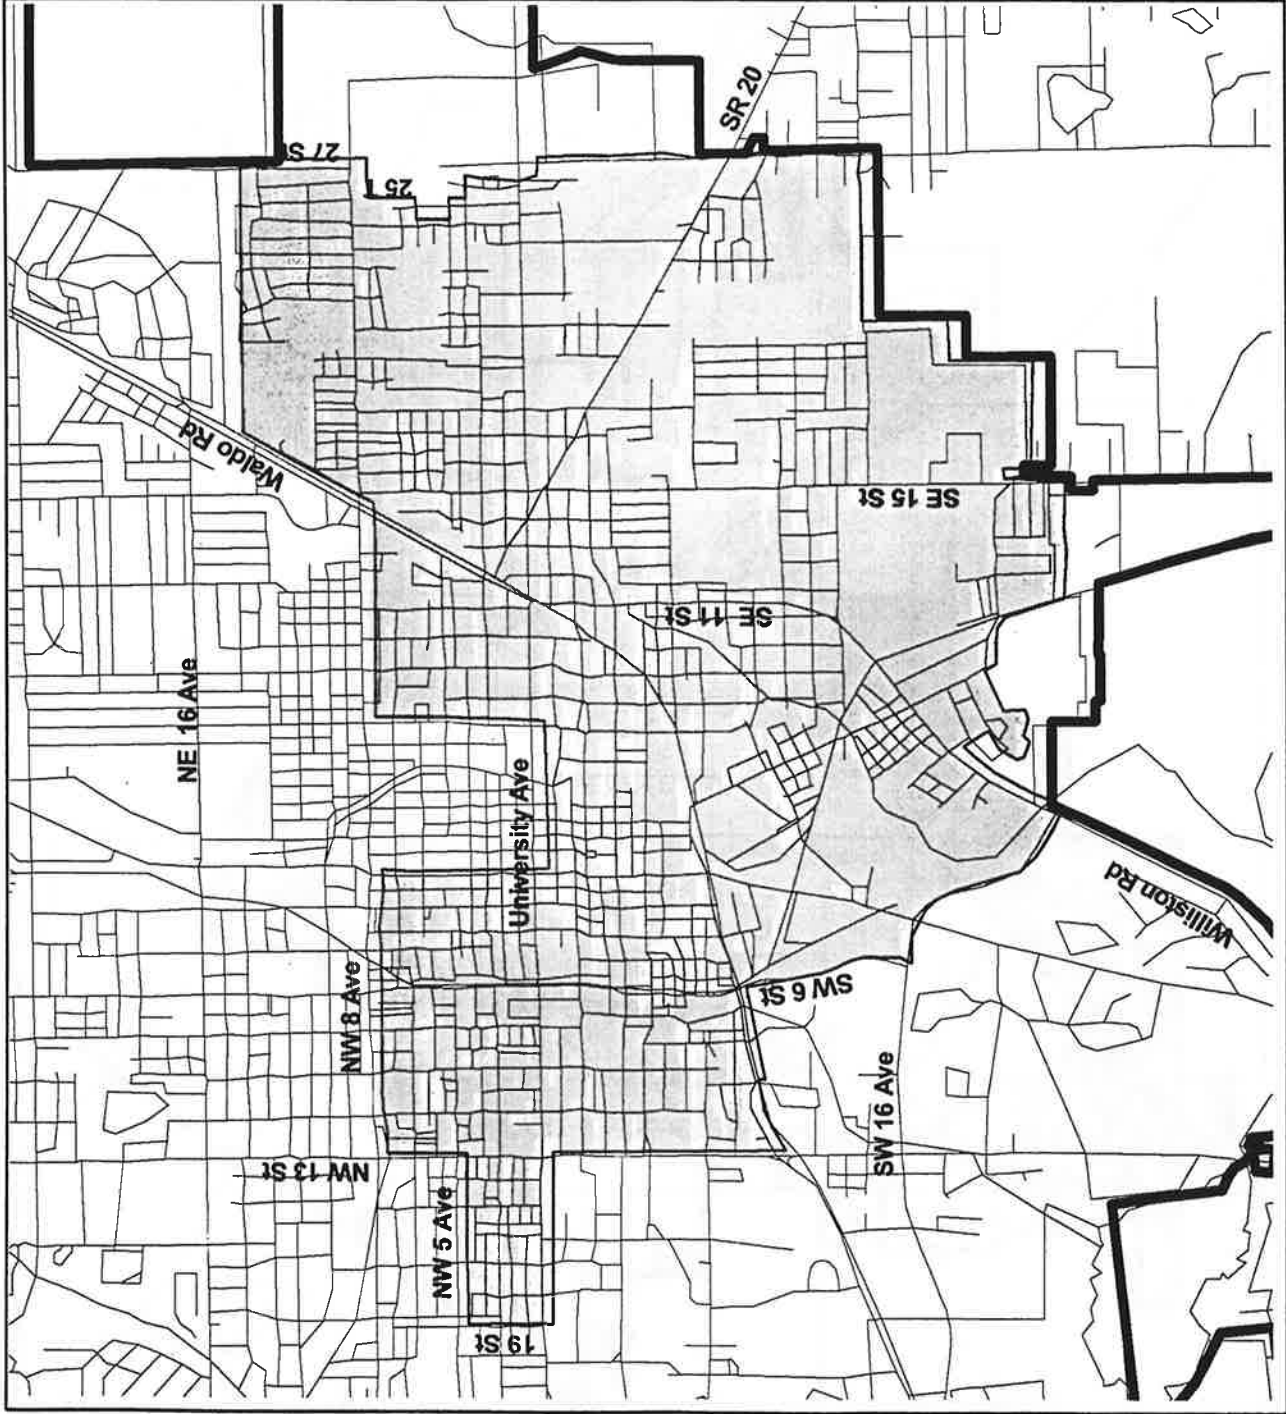 SR 20
27 St
25
Waldo Rd
SE 15 St
SE 11 St
NE 16 Ave
University Ave
Williston Rd
NW 8 Ave
SW 6 St
SW 16 Ave
NW 13 St
NW 5 Ave
19 St